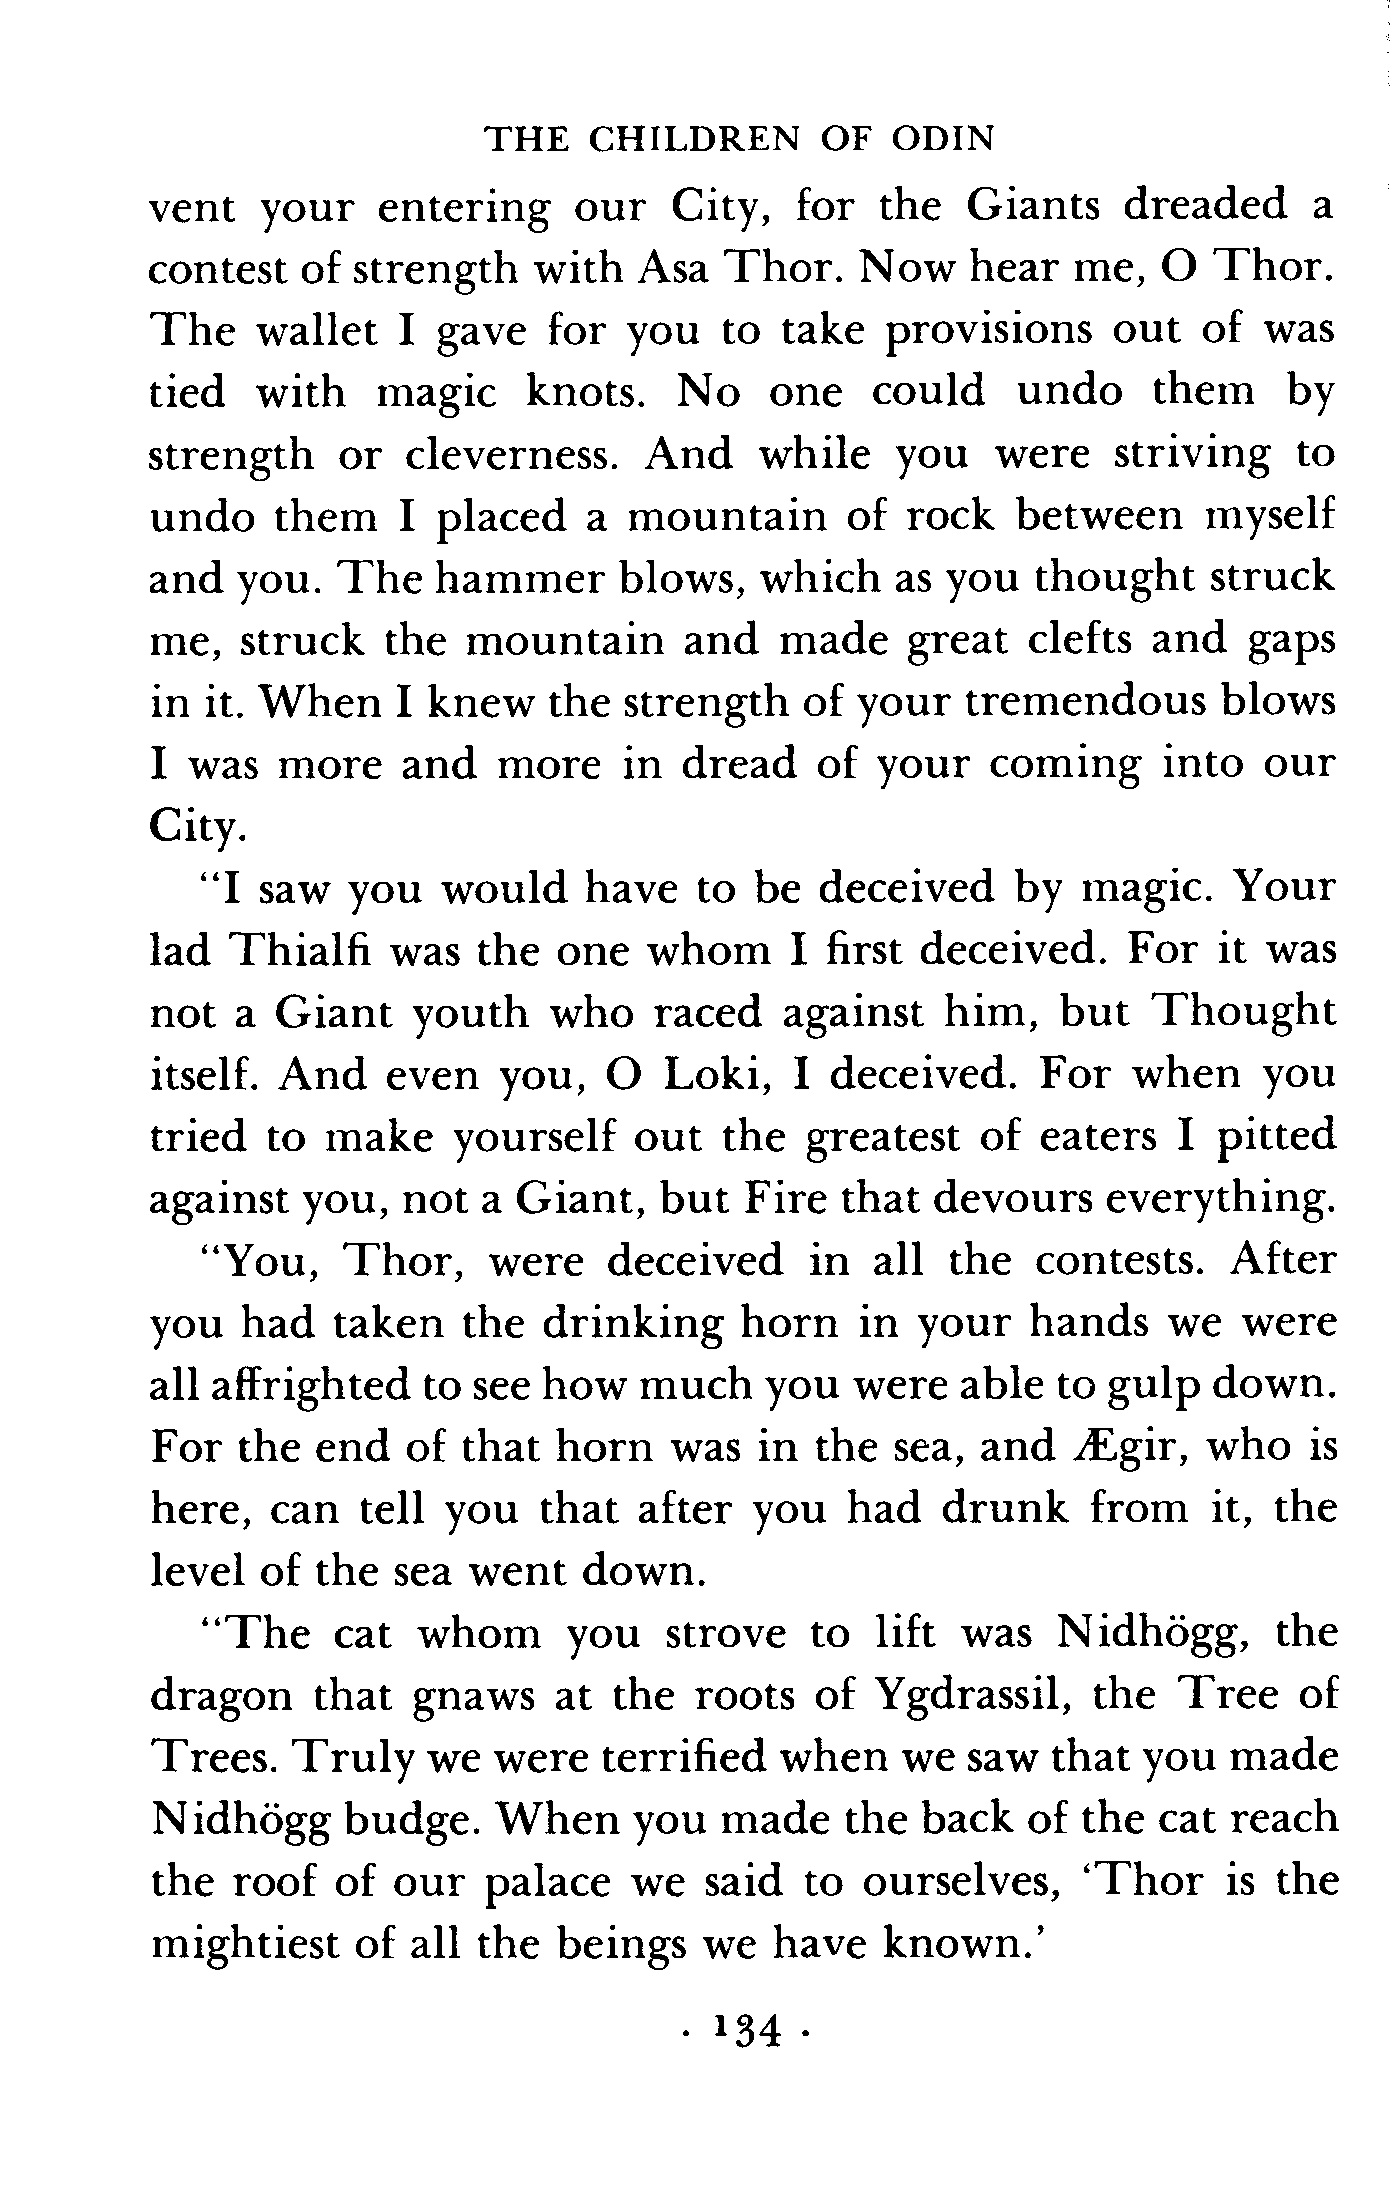 THE CHILDREN OF ODIN
vent your entering our City, for the Giants dreaded a
contest of strength with Asa Thor. Now hear me, O Thor.
The wallet I gave for you to take provisions out of was
tied with magic knots. No one could undo them by
strength or cleverness. And while you were striving to
undo them I placed a mountain of rock between myself
and you. The hammer blows, which as you thought struck
me, struck the mountain and made great clefts and gaps
in it. When I knew the strength of your tremendous blows
I was more and more in dread of your coming into our
City.
“I saw you would have to be deceived by magic. Your
lad Thialfi was the one whom I first deceived. For it was
not a Giant youth who raced against him, but Thought
itself. And even you, O Loki, I deceived. For when you
tried to make yourself out the greatest of eaters I pitted
against you, not a Giant, but Fire that devours everything.
“You, Thor, were deceived in all the contests. After
you had taken the drinking horn in your hands we were
all affrighted to see how much you were able to gulp down.
For the end of that horn was in the sea, and Ægir, who is
here, can tell you that after you had drunk from it, the
level of the sea went down.
“The cat whom you strove to lift was Nidhögg, the
dragon that gnaws at the roots of Ygdrassil, the Tree of
Trees. Truly we were terrified when we saw that you made
Nidhögg budge. When you made the back of the cat reach
the roof of our palace we said to ourselves, ‘Thor is the
mightiest of all the beings we have known.’
· 134 ·